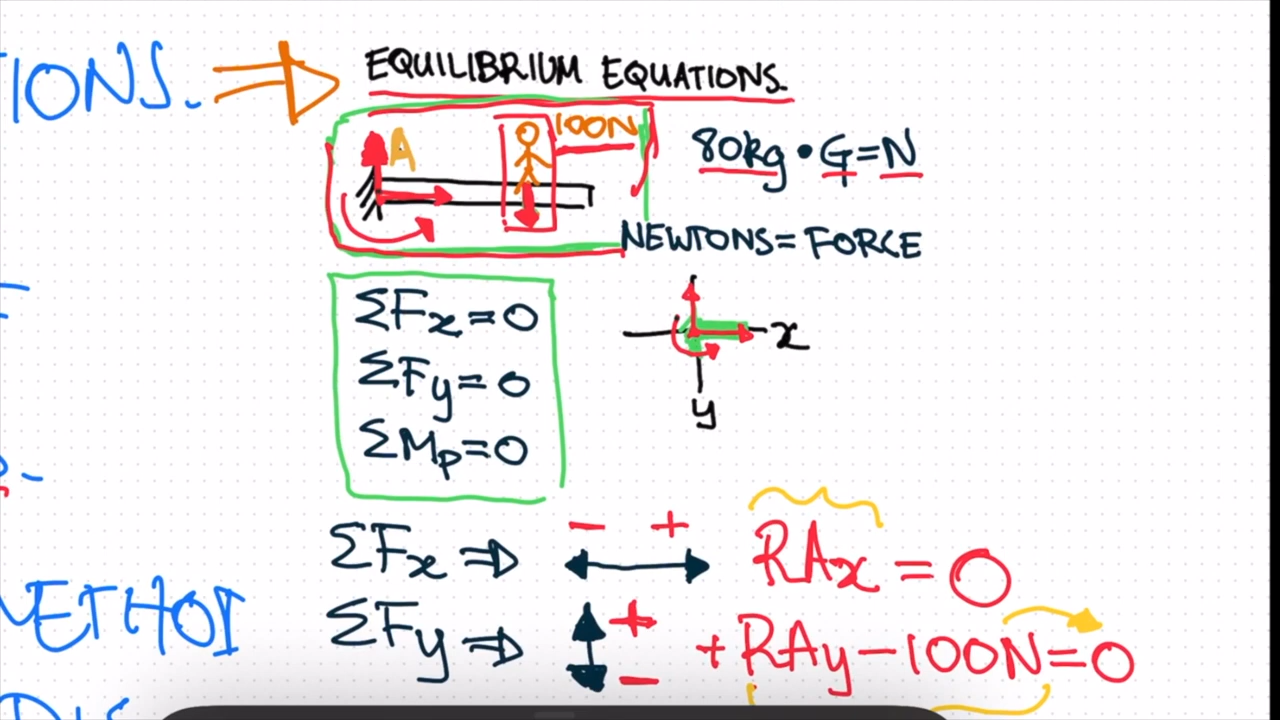 IONS. ⇒ EQUILIBRIUM EQUATIONS.
A 100N
80kg • G = N
NEWTONS = FORCE
ΣFx = 0
ΣFy = 0
ΣMp = 0
x
y
ΣFx ⇒ - + RAx = 0
ΣFy ⇒ + - +RAy - 100N = 0